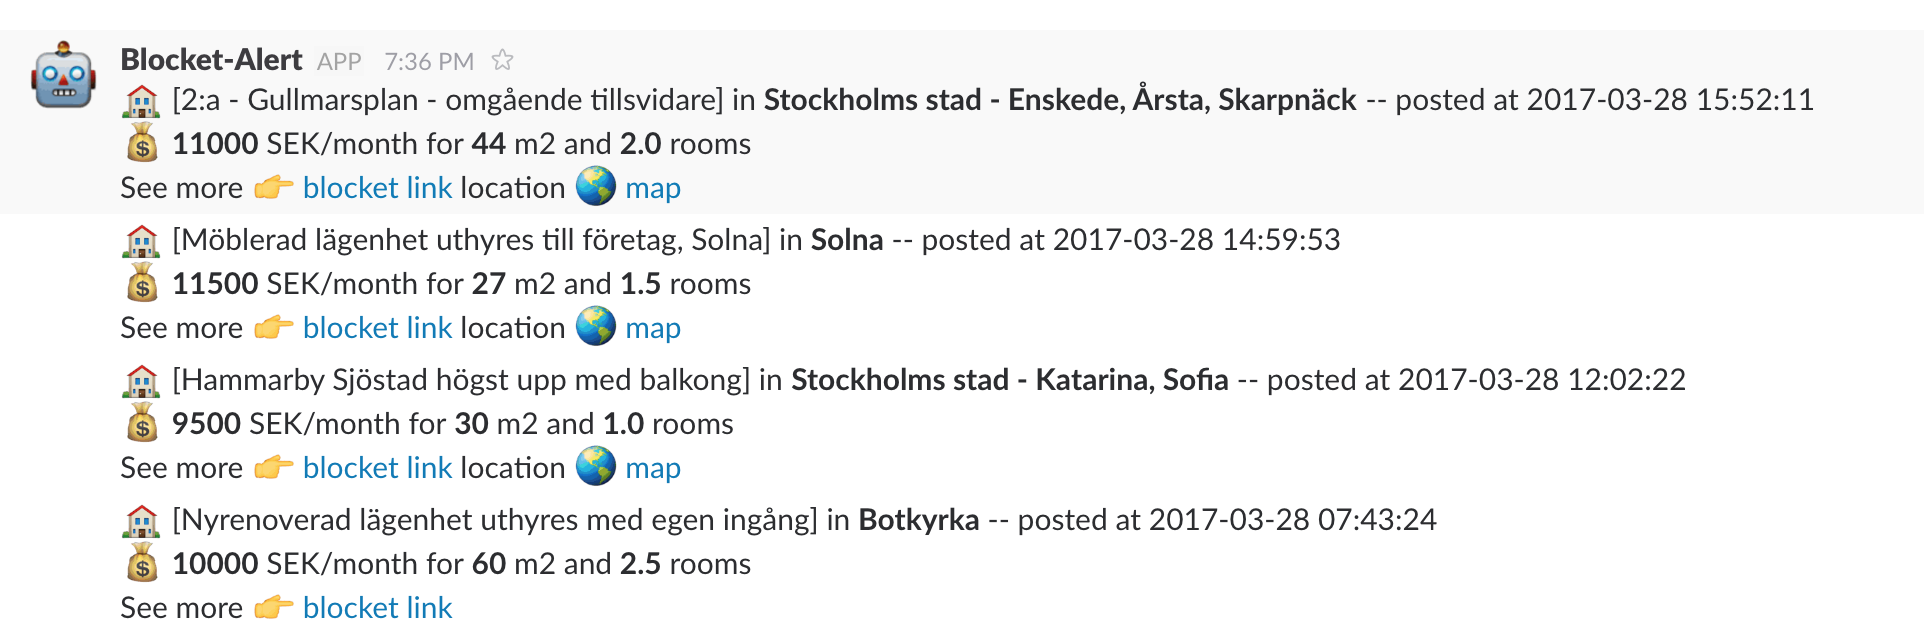 Blocket-Alert APP 7:36 PM
[2:a - Gullmarsplan - omgående tillsvidare] in Stockholms stad - Enskede, Årsta, Skarpnäck -- posted at 2017-03-28 15:52:11
11000 SEK/month for 44 m2 and 2.0 rooms
See more blocket link location map
[Möblerad lägenhet uthyres till företag, Solna] in Solna -- posted at 2017-03-28 14:59:53
11500 SEK/month for 27 m2 and 1.5 rooms
See more blocket link location map
[Hammarby Sjöstad högst upp med balkong] in Stockholms stad - Katarina, Sofia -- posted at 2017-03-28 12:02:22
9500 SEK/month for 30 m2 and 1.0 rooms
See more blocket link location map
[Nyrenoverad lägenhet uthyres med egen ingång] in Botkyrka -- posted at 2017-03-28 07:43:24
10000 SEK/month for 60 m2 and 2.5 rooms
See more blocket link